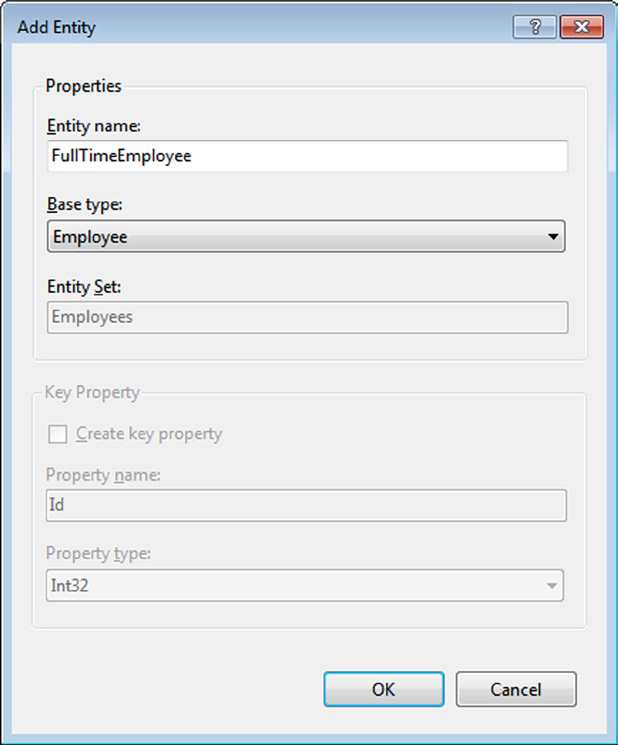 Add Entity
?
Properties
Entity name:
FullTimeEmployee
Base type:
Employee
Entity Set:
Employees
Key Property
Create key property
Property name:
Id
Property type:
Int32
OK Cancel